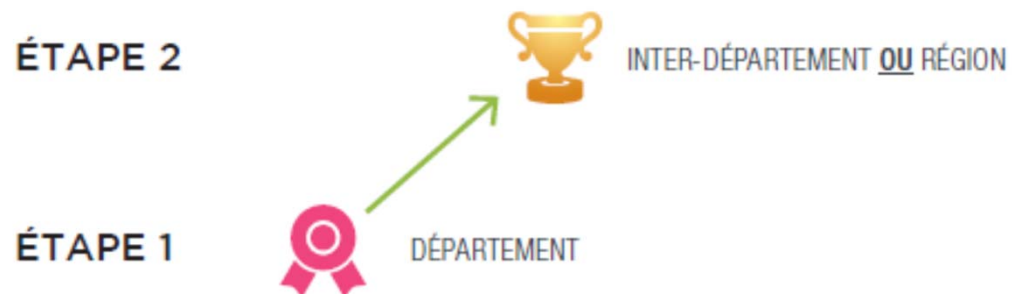 ÉTAPE 2
INTER-DÉPARTEMENT OU RÉGION
ÉTAPE 1
DÉPARTEMENT